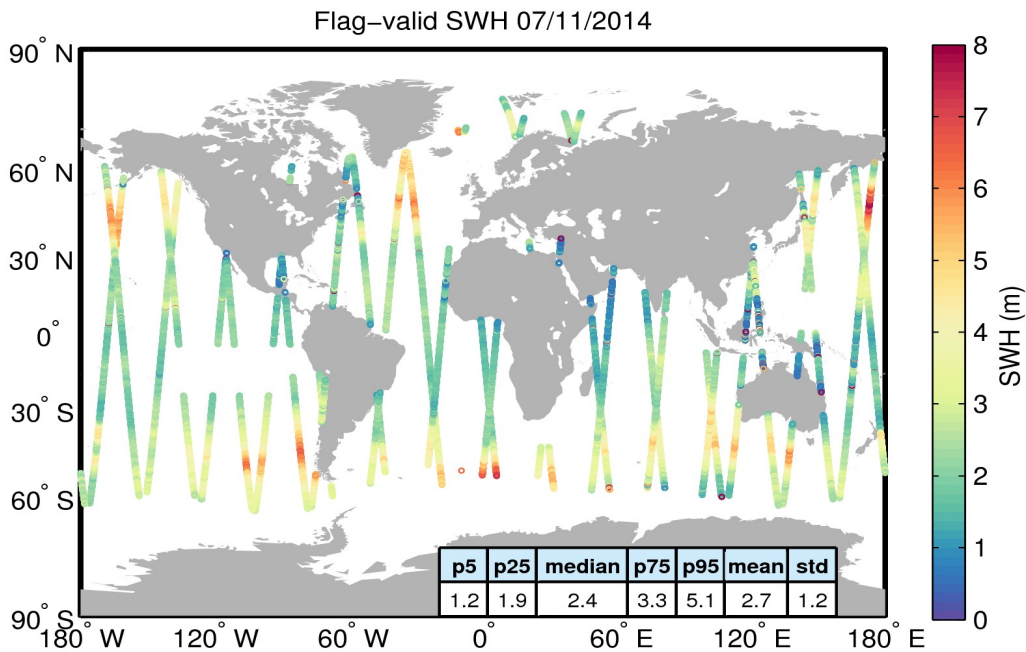 Flag−valid SWH 07/11/2014
90° N
60° N
30° N
0°
30° S
60° S
90° S
180° W
120° W
60° W
0°
60° E
120° E
180° E
8
7
6
5
4
3
2
1
0
SWH (m)
p5 p25 median p75 p95 mean std
1.2 1.9 2.4 3.3 5.1 2.7 1.2